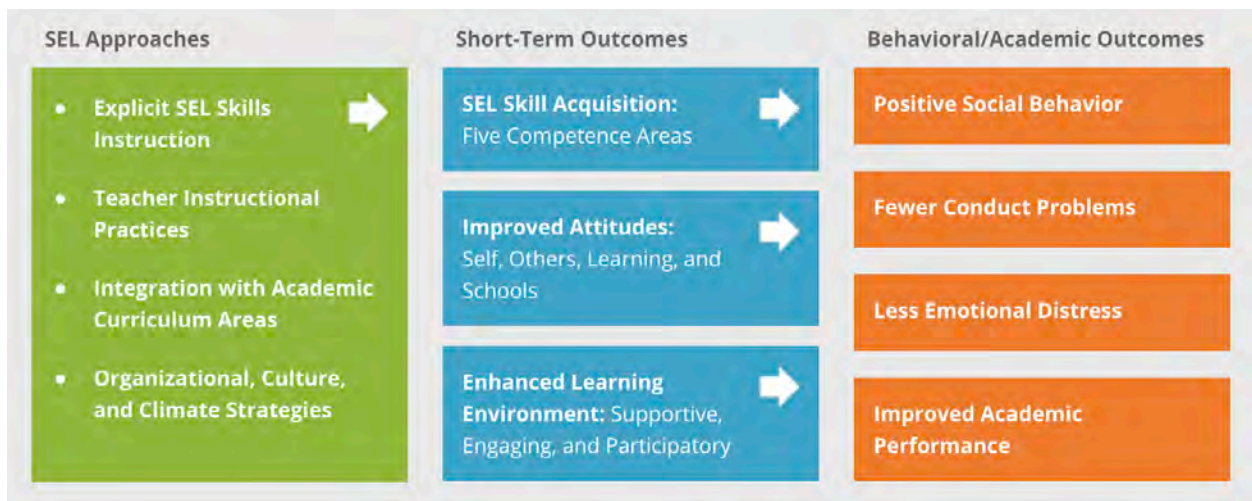 SEL Approaches
• Explicit SEL Skills
Instruction
• Teacher Instructional
Practices
• Integration with Academic
Curriculum Areas
• Organizational, Culture,
and Climate Strategies
Short-Term Outcomes
SEL Skill Acquisition:
Five Competence Areas
Improved Attitudes:
Self, Others, Learning, and
Schools
Enhanced Learning
Environment: Supportive,
Engaging, and Participatory
Behavioral/Academic Outcomes
Positive Social Behavior
Fewer Conduct Problems
Less Emotional Distress
Improved Academic
Performance